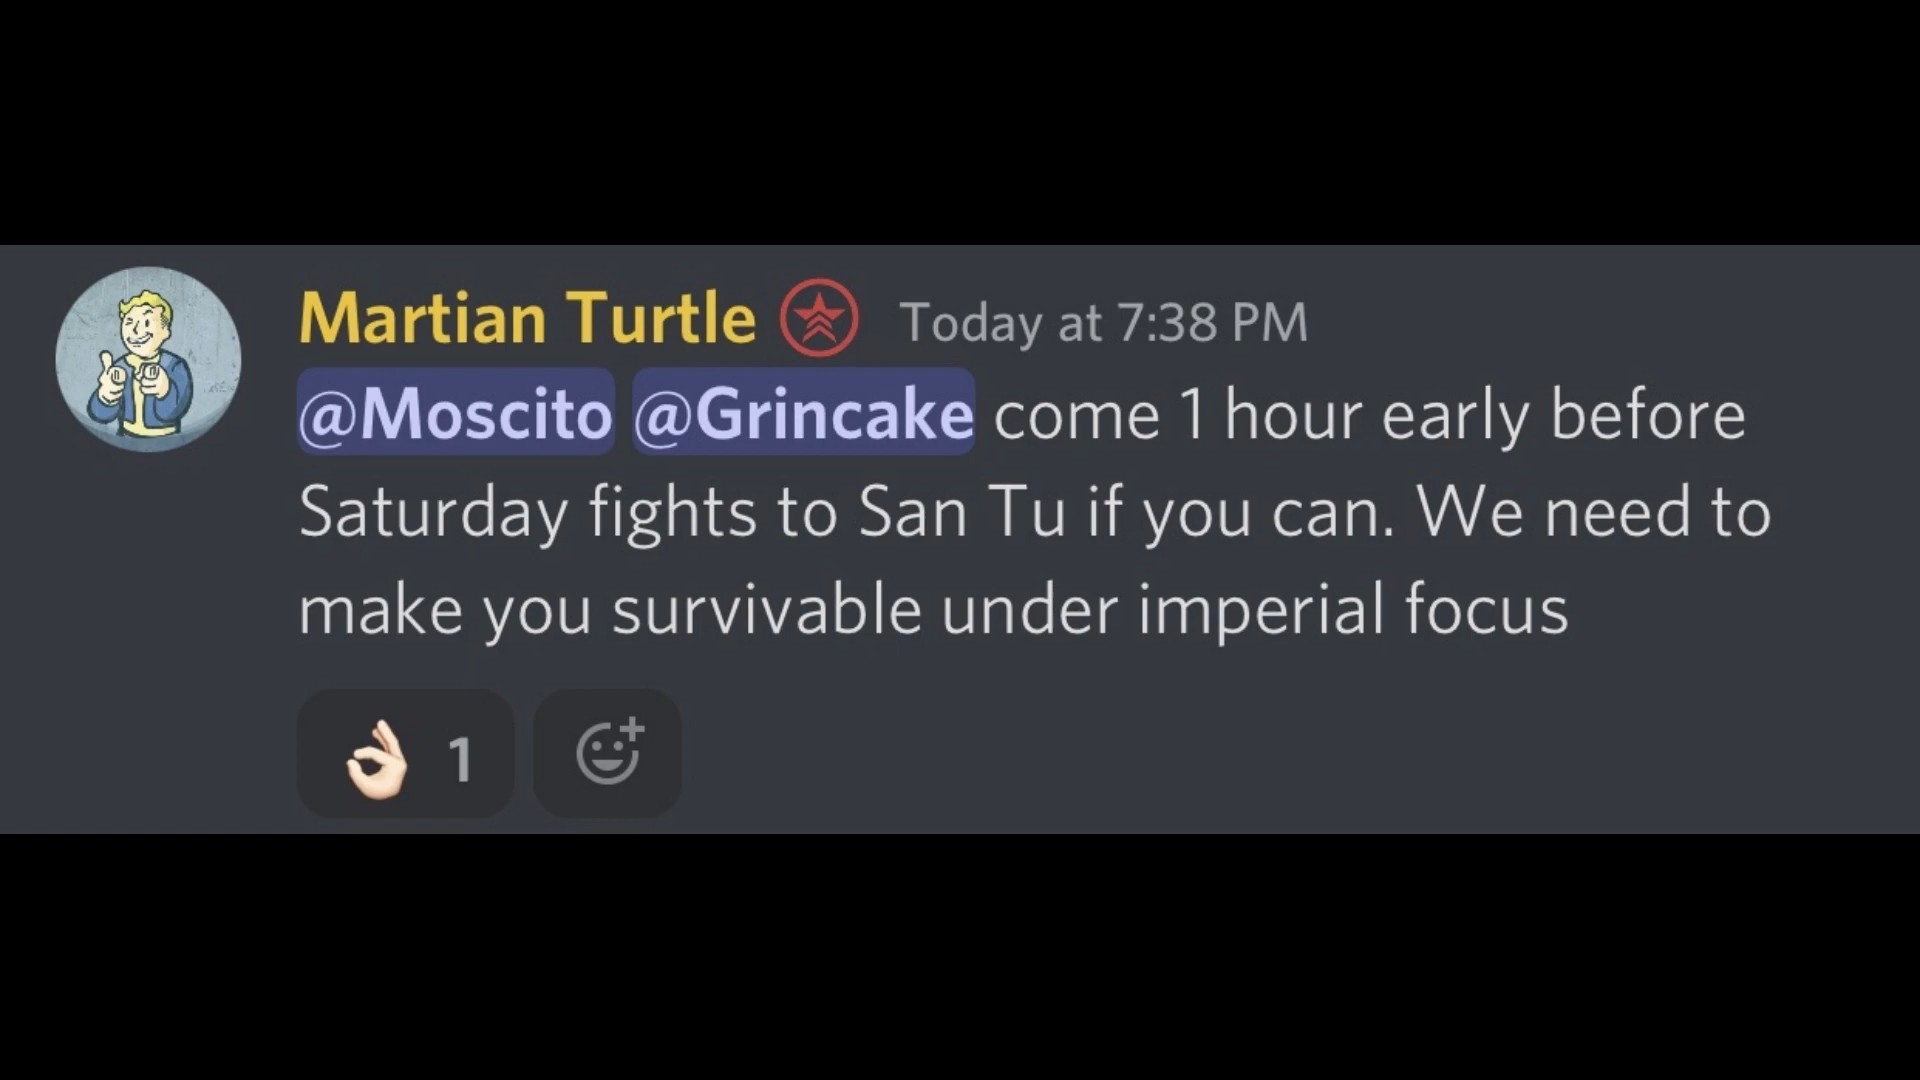 Martian Turtle Today at 7:38 PM
@Moscito @Grincake come 1 hour early before
Saturday fights to San Tu if you can. We need to
make you survivable under imperial focus
👌🏻 1